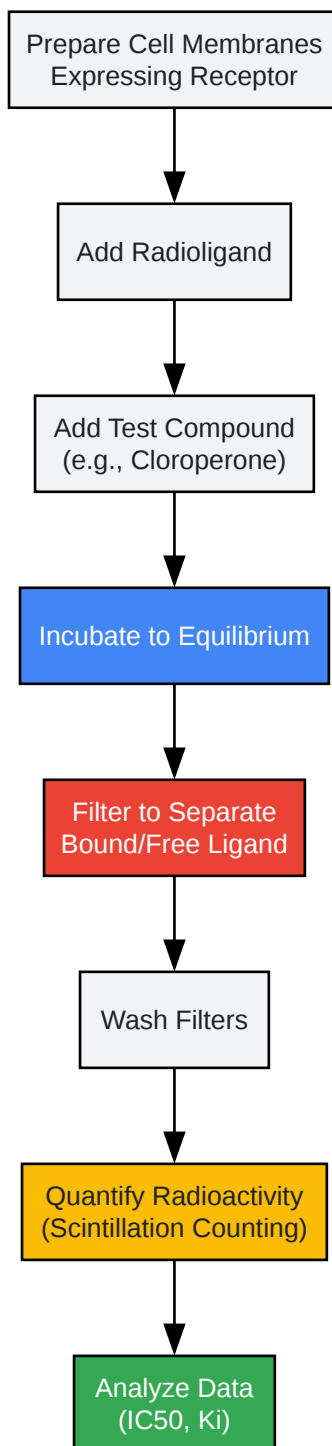 Prepare Cell Membranes
Expressing Receptor
Add Radioligand
Add Test Compound
(e.g., Cloroperone)
Incubate to Equilibrium
Filter to Separate
Bound/Free Ligand
Wash Filters
Quantify Radioactivity
(Scintillation Counting)
Analyze Data
(IC50, Ki)